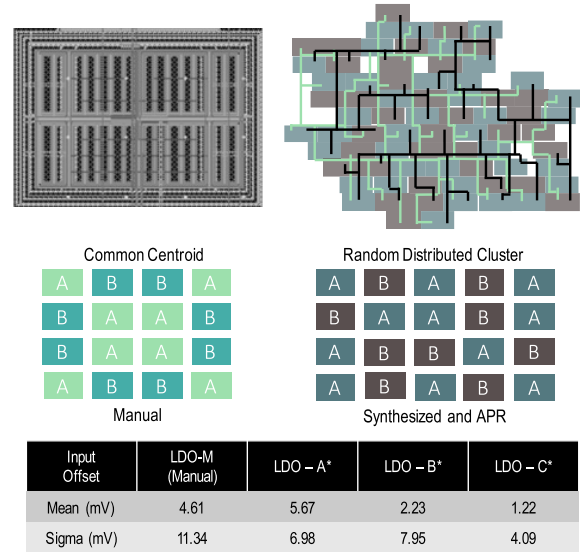 Common Centroid
Random Distributed Cluster
A B B A
A B A B A
B A A B
B A A B A
B A A B
A B B A B
A B B A
A B A B A
Manual
Synthesized and APR
Input Offset LDO-M (Manual) LDO – A* LDO – B* LDO – C*
Mean (mV) 4.61 5.67 2.23 1.22
Sigma (mV) 11.34 6.98 7.95 4.09